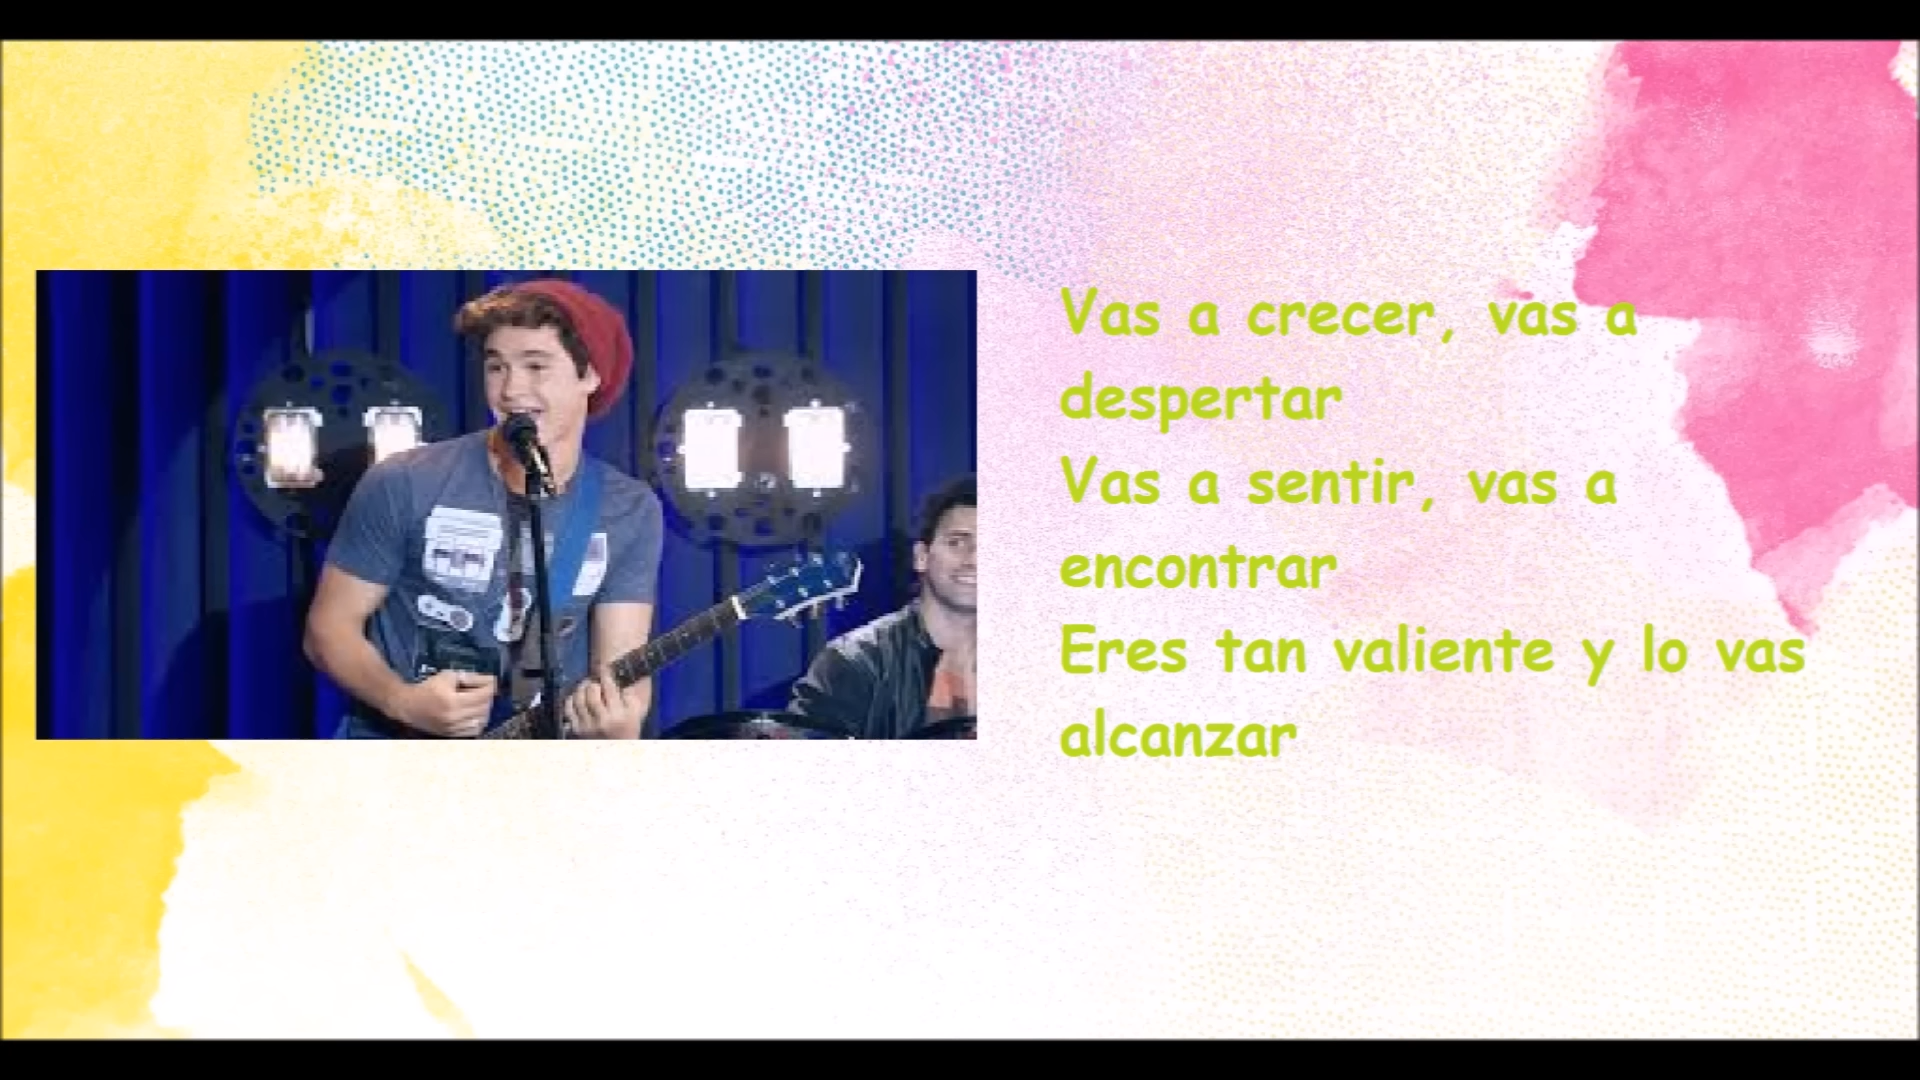 Vas a crecer, vas a
despertar
Vas a sentir, vas a
encontrar
Eres tan valiente y lo vas
alcanzar